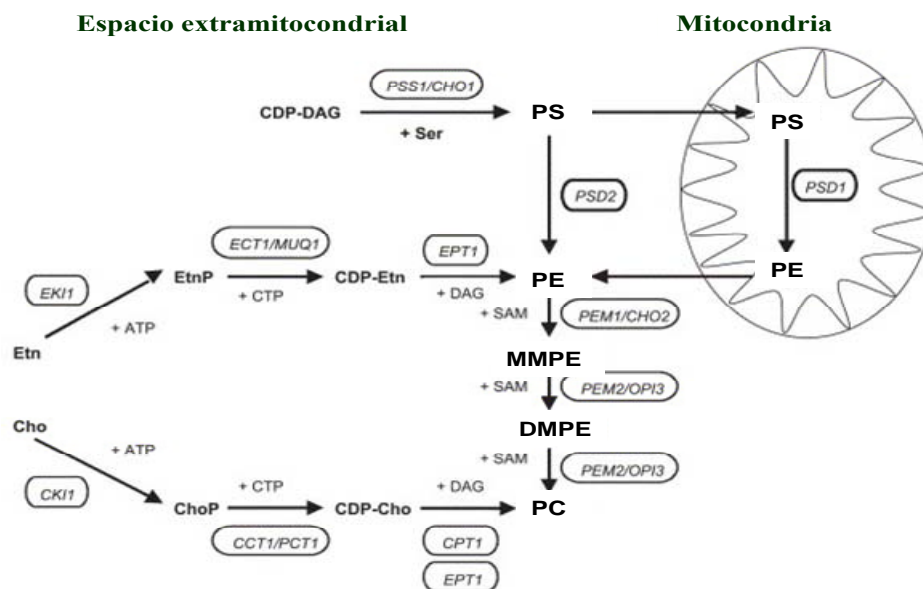 Espacio extramitocondrial
Mitocondria
PSS1/CHO1
CDP-DAG
+ Ser
PS
PS
PSD2
PSD1
ECT1/MUQ1
EPT1
EKI1
EtnP
+ CTP
CDP-Etn
+ DAG
PE
PE
+ ATP
Etn
+ SAM
PEM1/CHO2
MMPE
+ SAM
PEM2/OPI3
Cho
DMPE
+ ATP
+ SAM
PEM2/OPI3
CKI1
+ CTP
+ DAG
ChoP
CDP-Cho
PC
CCT1/PCT1
CPT1
EPT1